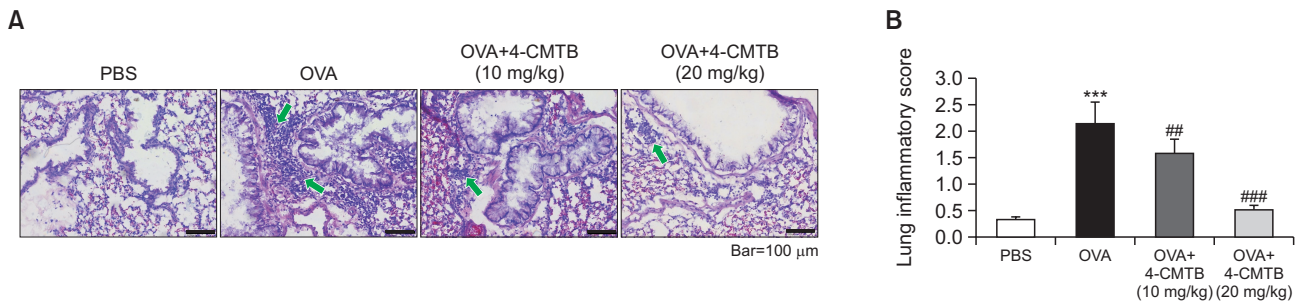 A
PBS
OVA
OVA+4-CMTB
(10 mg/kg)
OVA+4-CMTB
(20 mg/kg)
Bar=100 μm
B
Lung inflammatory score
3.0
2.5
2.0
1.5
1.0
0.5
0.0
***
##
###
PBS
OVA
OVA+
4-CMTB
(10 mg/kg)
OVA+
4-CMTB
(20 mg/kg)